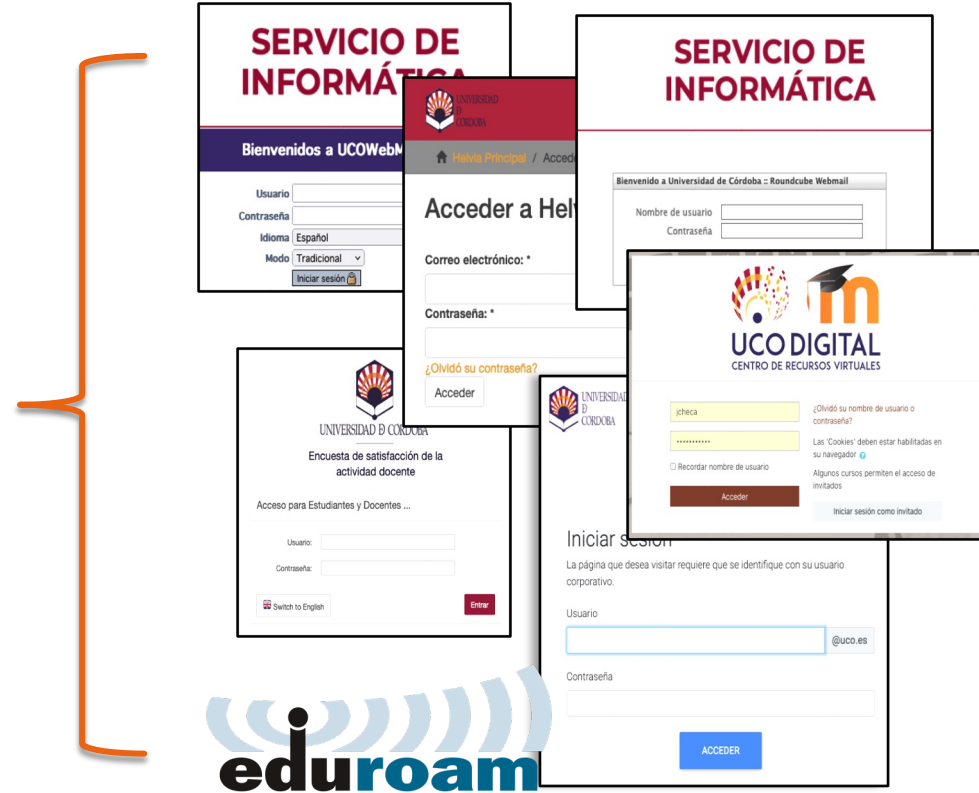 SERVICIO DE
INFORMÁTICA
Bienvenidos a UCOWebM
Usuario
Contraseña
Idioma Español
Modo Tradicional
Iniciar sesión
UNIVERSIDAD
Ð
CÓRDOBA
Helvia Principal / Accede
Acceder a Hel
Correo electrónico: *
Contraseña: *
¿Olvidó su contraseña?
Acceder
SERVICIO DE
INFORMÁTICA
Bienvenido a Universidad de Córdoba :: Roundcube Webmail
Nombre de usuario
Contraseña
UCO DIGITAL
CENTRO DE RECURSOS VIRTUALES
jcheca
•••••••••••
Recordar nombre de usuario
Acceder
¿Olvidó su nombre de usuario o
contraseña?
Las 'Cookies' deben estar habilitadas en
su navegador
Algunos cursos permiten el acceso de
invitados
Iniciar sesión como invitado
UNIVERSIDAD Ð CÓRDOBA
Encuesta de satisfacción de la
actividad docente
Acceso para Estudiantes y Docentes ...
Usuario:
Contraseña:
Switch to English
Entrar
UNIVERSIDAD
Ð
CÓRDOBA
Iniciar sesión
La página que desea visitar requiere que se identifique con su usuario
corporativo.
Usuario
@uco.es
Contraseña
ACCEDER
eduroam